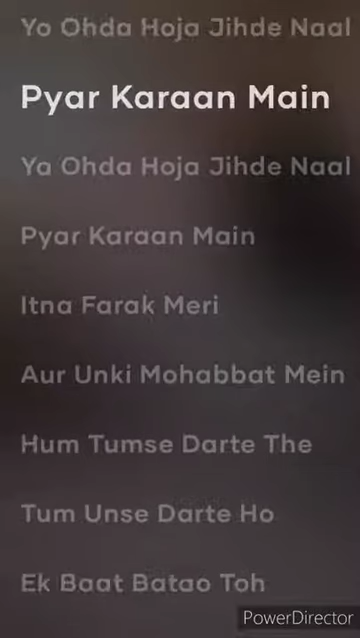 Yo Ohda Hoja Jihde Naal
Pyar Karaan Main
Ya Ohda Hoja Jihde Naal
Pyar Karaan Main
Itna Farak Meri
Aur Unki Mohabbat Mein
Hum Tumse Darte The
Tum Unse Darte Ho
Ek Baat Batao Toh
PowerDirector